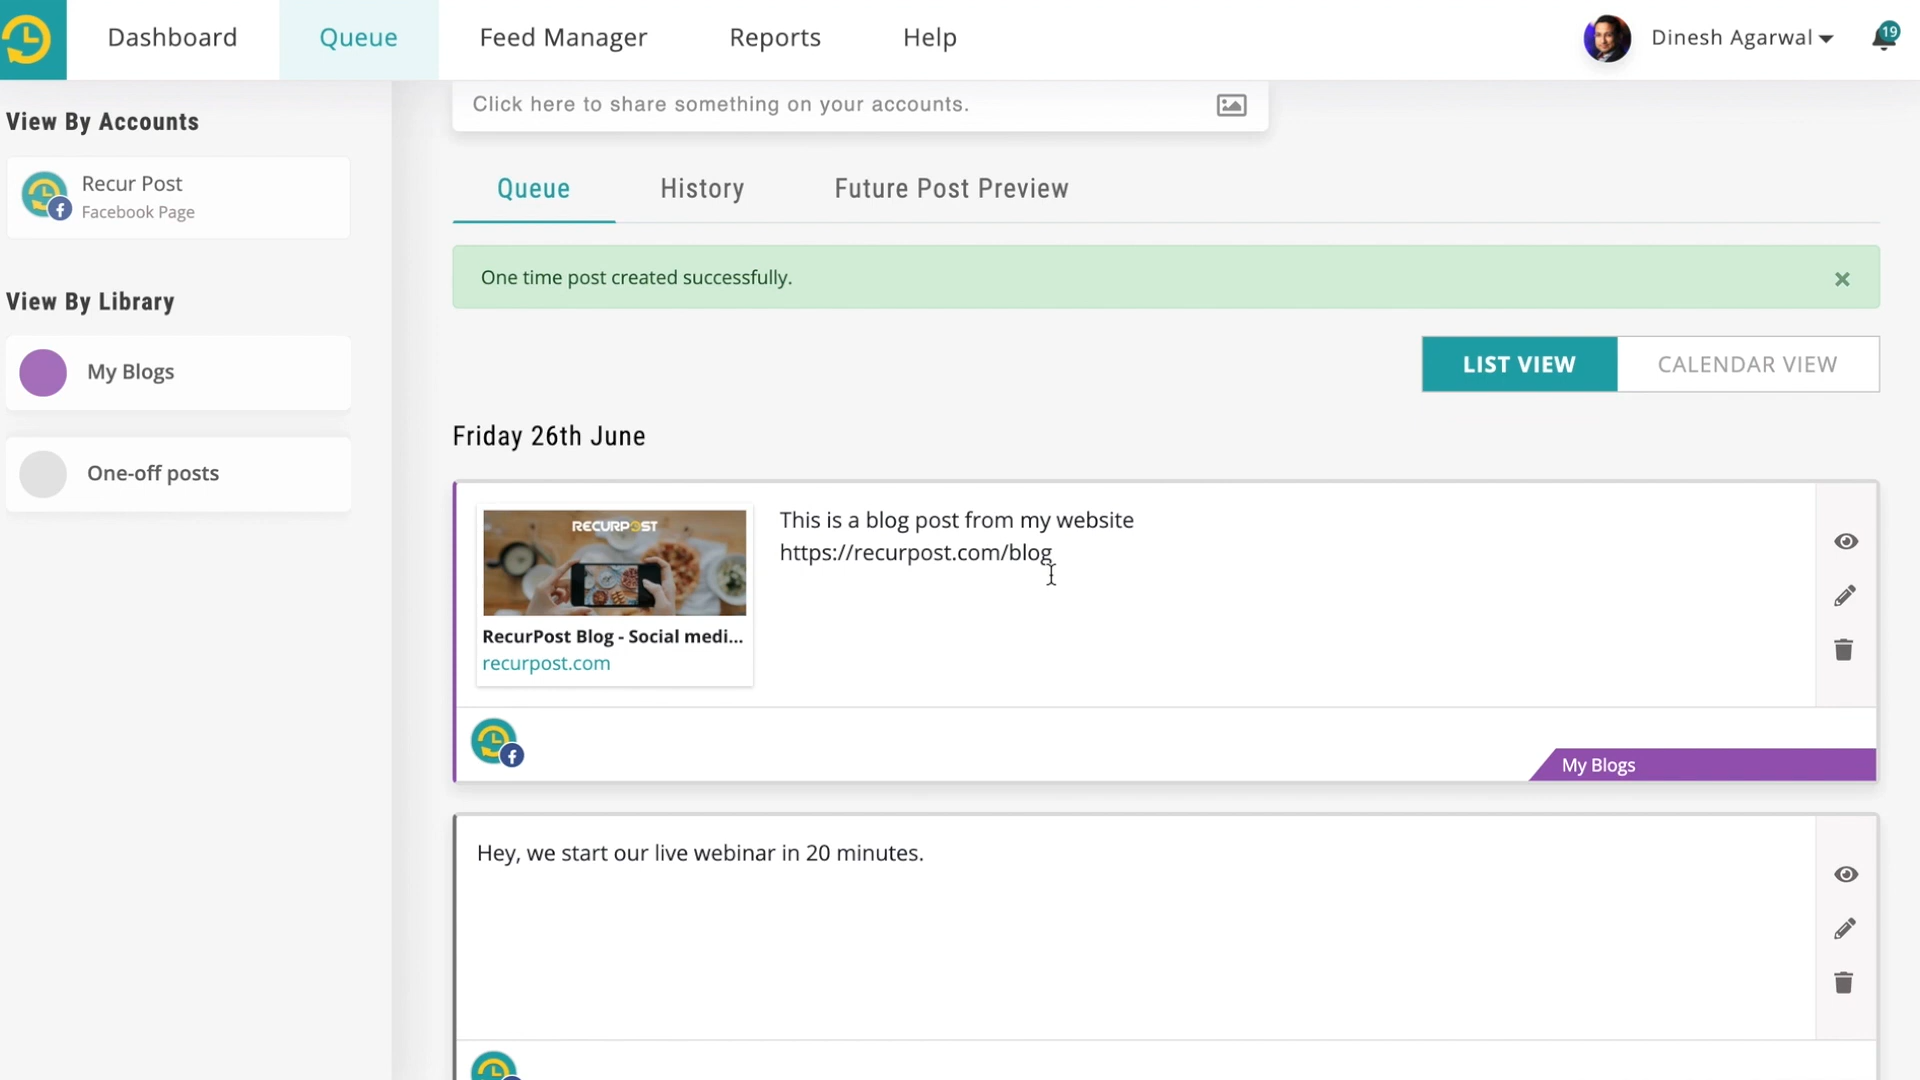 Dashboard
Queue
Feed Manager
Reports
Help
Dinesh Agarwal
19
View By Accounts
Recur Post
Facebook Page
View By Library
My Blogs
One-off posts
Click here to share something on your accounts.
Queue
History
Future Post Preview
One time post created successfully.
×
LIST VIEW
CALENDAR VIEW
Friday 26th June
RECURPOST
RecurPost Blog - Social medi...
recurpost.com
This is a blog post from my website
https://recurpost.com/blog
My Blogs
Hey, we start our live webinar in 20 minutes.